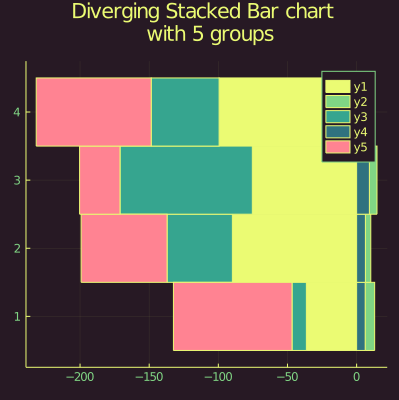 Diverging Stacked Bar chart
with 5 groups
y1
y2
y3
y4
y5
4
3
2
1
−200
−150
−100
−50
0